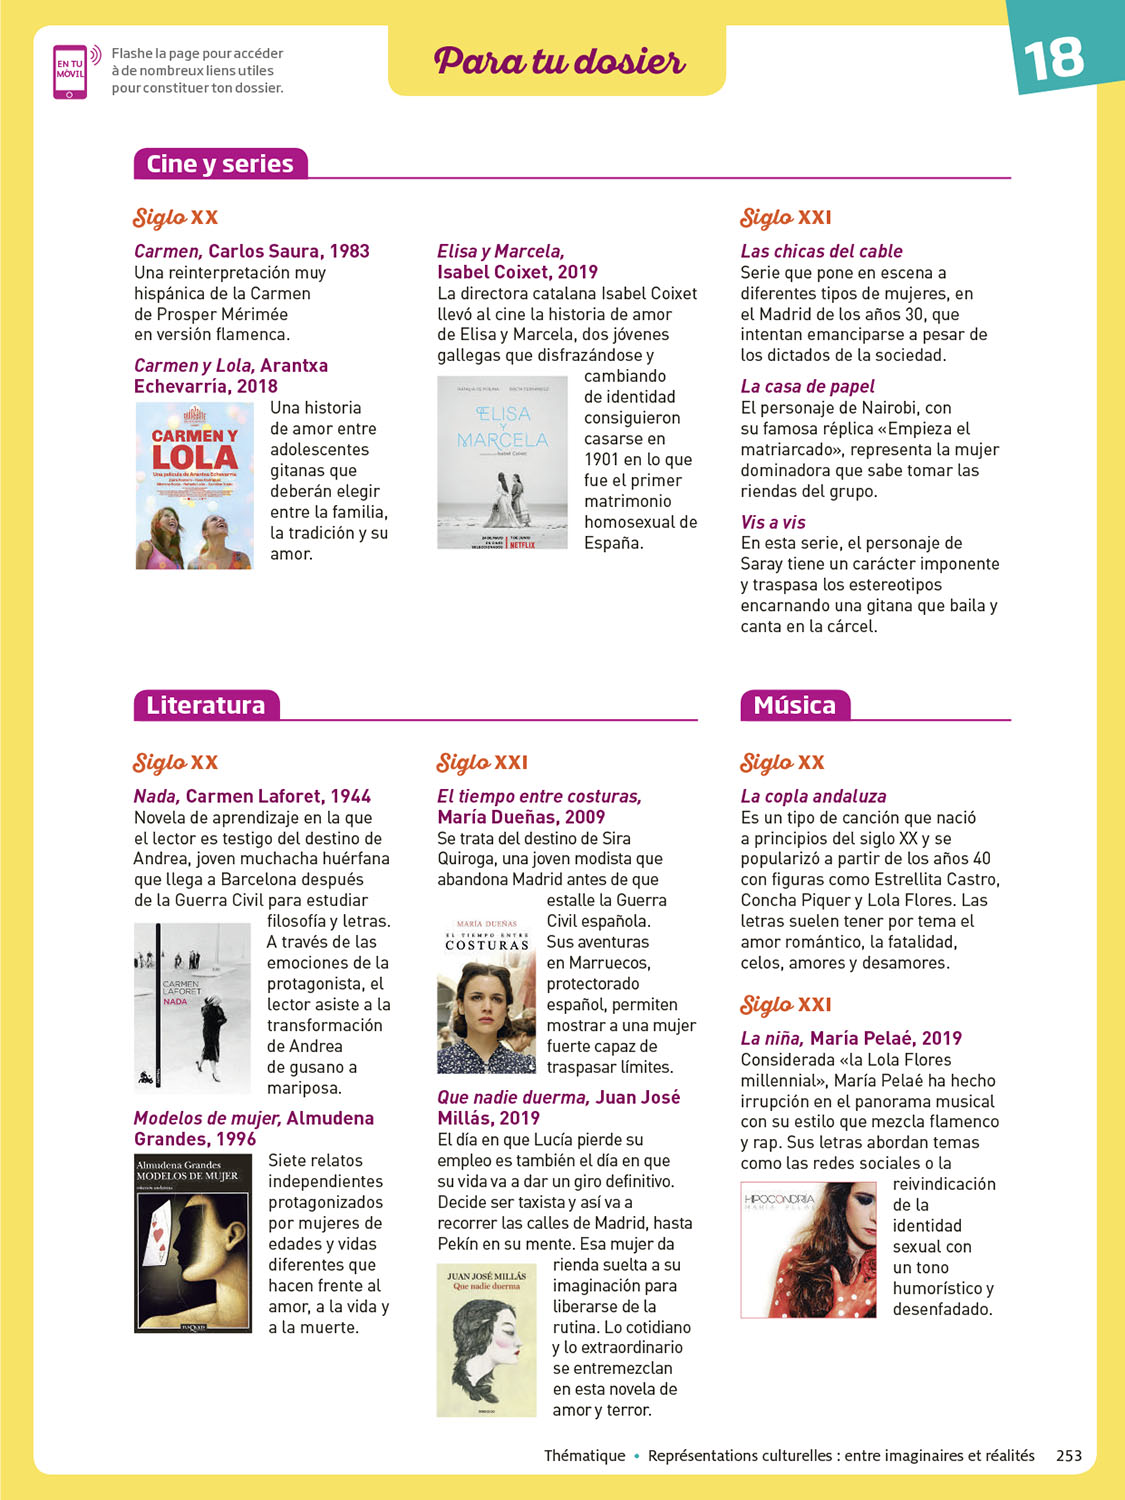 EN TU
MÓVIL
Flashe la page pour accéder
à de nombreux liens utiles
pour constituer ton dossier.
Para tu dosier
18
Cine y series
Siglo XX
Carmen, Carlos Saura, 1983
Una reinterpretación muy
hispánica de la Carmen
de Prosper Mérimée
en versión flamenca.
Carmen y Lola, Arantxa
Echevarría, 2018
CARMEN Y
LOLA
Una película de Arantxa Echevarría
Una historia
de amor entre
adolescentes
gitanas que
deberán elegir
entre la familia,
la tradición y su
amor.
Elisa y Marcela,
Isabel Coixet, 2019
La directora catalana Isabel Coixet
llevó al cine la historia de amor
de Elisa y Marcela, dos jóvenes
gallegas que disfrazándose y
cambiando
de identidad
consiguieron
casarse en
1901 en lo que
fue el primer
matrimonio
homosexual de
España.
NATALIA DE MOLINA GRETA FERNÁNDEZ
ELISA
Y
MARCELA
Isabel Coixet
NETFLIX
Siglo XXI
Las chicas del cable
Serie que pone en escena a
diferentes tipos de mujeres, en
el Madrid de los años 30, que
intentan emanciparse a pesar de
los dictados de la sociedad.
La casa de papel
El personaje de Nairobi, con
su famosa réplica «Empieza el
matriarcado», representa la mujer
dominadora que sabe tomar las
riendas del grupo.
Vis a vis
En esta serie, el personaje de
Saray tiene un carácter imponente
y traspasa los estereotipos
encarnando una gitana que baila y
canta en la cárcel.
Literatura
Siglo XX
Nada, Carmen Laforet, 1944
Novela de aprendizaje en la que
el lector es testigo del destino de
Andrea, joven muchacha huérfana
que llega a Barcelona después
de la Guerra Civil para estudiar
filosofía y letras.
A través de las
emociones de la
protagonista, el
lector asiste a la
transformación
de Andrea
de gusano a
mariposa.
CARMEN
LAFORET
NADA
Modelos de mujer, Almudena
Grandes, 1996
Almudena Grandes
MODELOS DE MUJER
TUSQUETS
Siete relatos
independientes
protagonizados
por mujeres de
edades y vidas
diferentes que
hacen frente al
amor, a la vida y
a la muerte.
Siglo XXI
El tiempo entre costuras,
María Dueñas, 2009
Se trata del destino de Sira
Quiroga, una joven modista que
abandona Madrid antes de que
estalle la Guerra
Civil española.
Sus aventuras
en Marruecos,
protectorado
español, permiten
mostrar a una mujer
fuerte capaz de
traspasar límites.
MARÍA DUEÑAS
EL TIEMPO ENTRE
COSTURAS
Que nadie duerma, Juan José
Millás, 2019
El día en que Lucía pierde su
empleo es también el día en que
su vida va a dar un giro definitivo.
Decide ser taxista y así va a
recorrer las calles de Madrid, hasta
Pekín en su mente. Esa mujer da
rienda suelta a su
imaginación para
liberarse de la
rutina. Lo cotidiano
y lo extraordinario
se entremezclan
en esta novela de
amor y terror.
JUAN JOSÉ MILLÁS
Que nadie duerma
Música
Siglo XX
La copla andaluza
Es un tipo de canción que nació
a principios del siglo XX y se
popularizó a partir de los años 40
con figuras como Estrellita Castro,
Concha Piquer y Lola Flores. Las
letras suelen tener por tema el
amor romántico, la fatalidad,
celos, amores y desamores.
Siglo XXI
La niña, María Pelaé, 2019
Considerada «la Lola Flores
millennial», María Pelaé ha hecho
irrupción en el panorama musical
con su estilo que mezcla flamenco
y rap. Sus letras abordan temas
como las redes sociales o la
reivindicación
de la
identidad
sexual con
un tono
humorístico y
desenfadado.
HIPOCONDRÍA
MARÍA PELAÉ
Thématique • Représentations culturelles : entre imaginaires et réalités 253